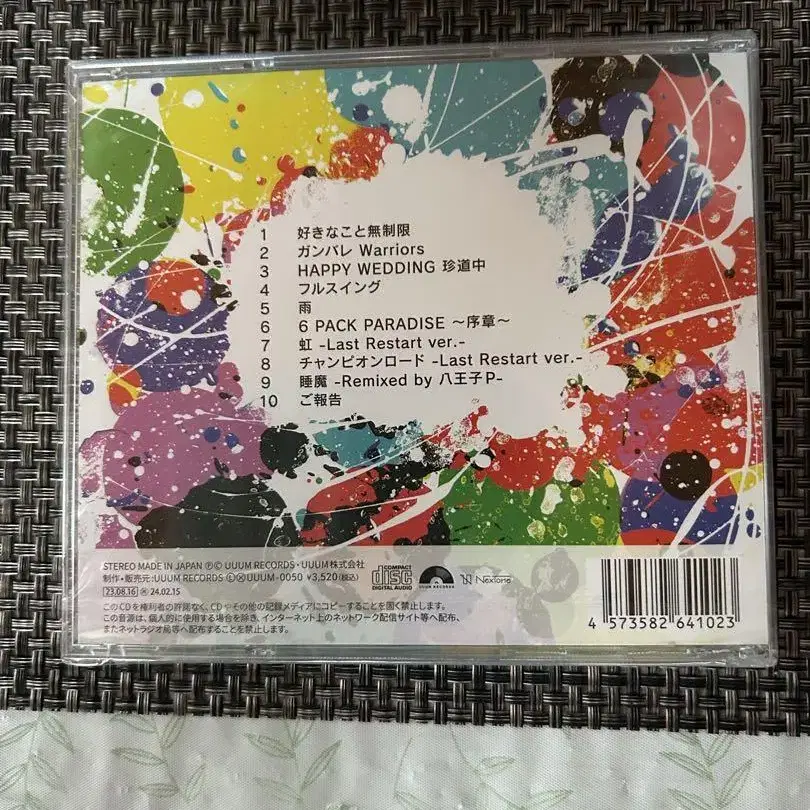 1 好きなこと無制限
2 ガンバレ Warriors
3 HAPPY WEDDING 珍道中
4 フルスイング
5 雨
6 6 PACK PARADISE ～序章～
7 虹 -Last Restart ver.-
8 チャンピオンロード -Last Restart ver.-
9 睡魔 -Remixed by 八王子P-
10 ご報告
STEREO MADE IN JAPAN ⓅⒸ UUUM RECORDS・UUUM株式会社
制作・販売元:UUUM RECORDS UUUM-0050 ¥3,520(税込)
23.08.16 24.02.15
COMPACT disc DIGITAL AUDIO
UUUM RECORDS
NexTone
このCDを権利者の許諾なく、CDやその他の記録メディアにコピーすることを禁止します。
この音源は、個人的に使用する場合を除き、インターネット上のネットワーク配信サイト等へ配布、
またネットラジオ局等へ配布することを禁止します。
4 573582 641023